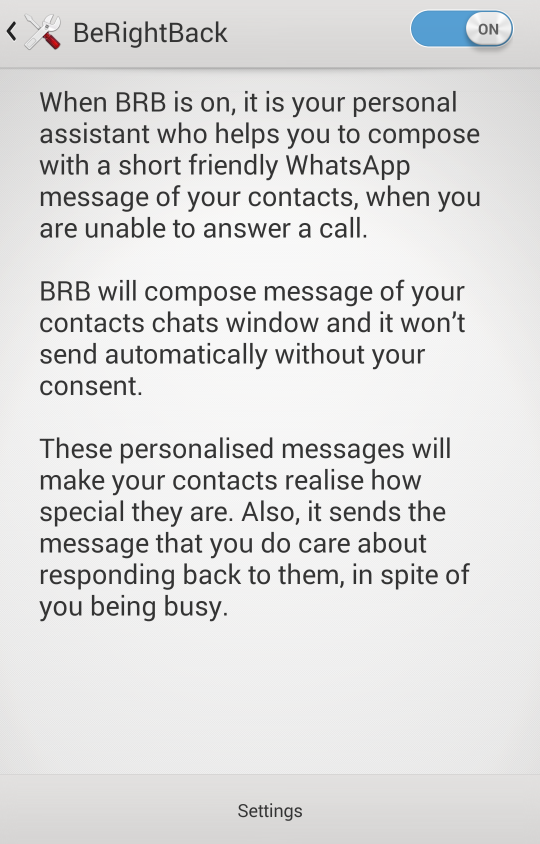 BeRightBack
ON
When BRB is on, it is your personal
assistant who helps you to compose
with a short friendly WhatsApp
message of your contacts, when you
are unable to answer a call.
BRB will compose message of your
contacts chats window and it won’t
send automatically without your
consent.
These personalised messages will
make your contacts realise how
special they are. Also, it sends the
message that you do care about
responding back to them, in spite of
you being busy.
Settings